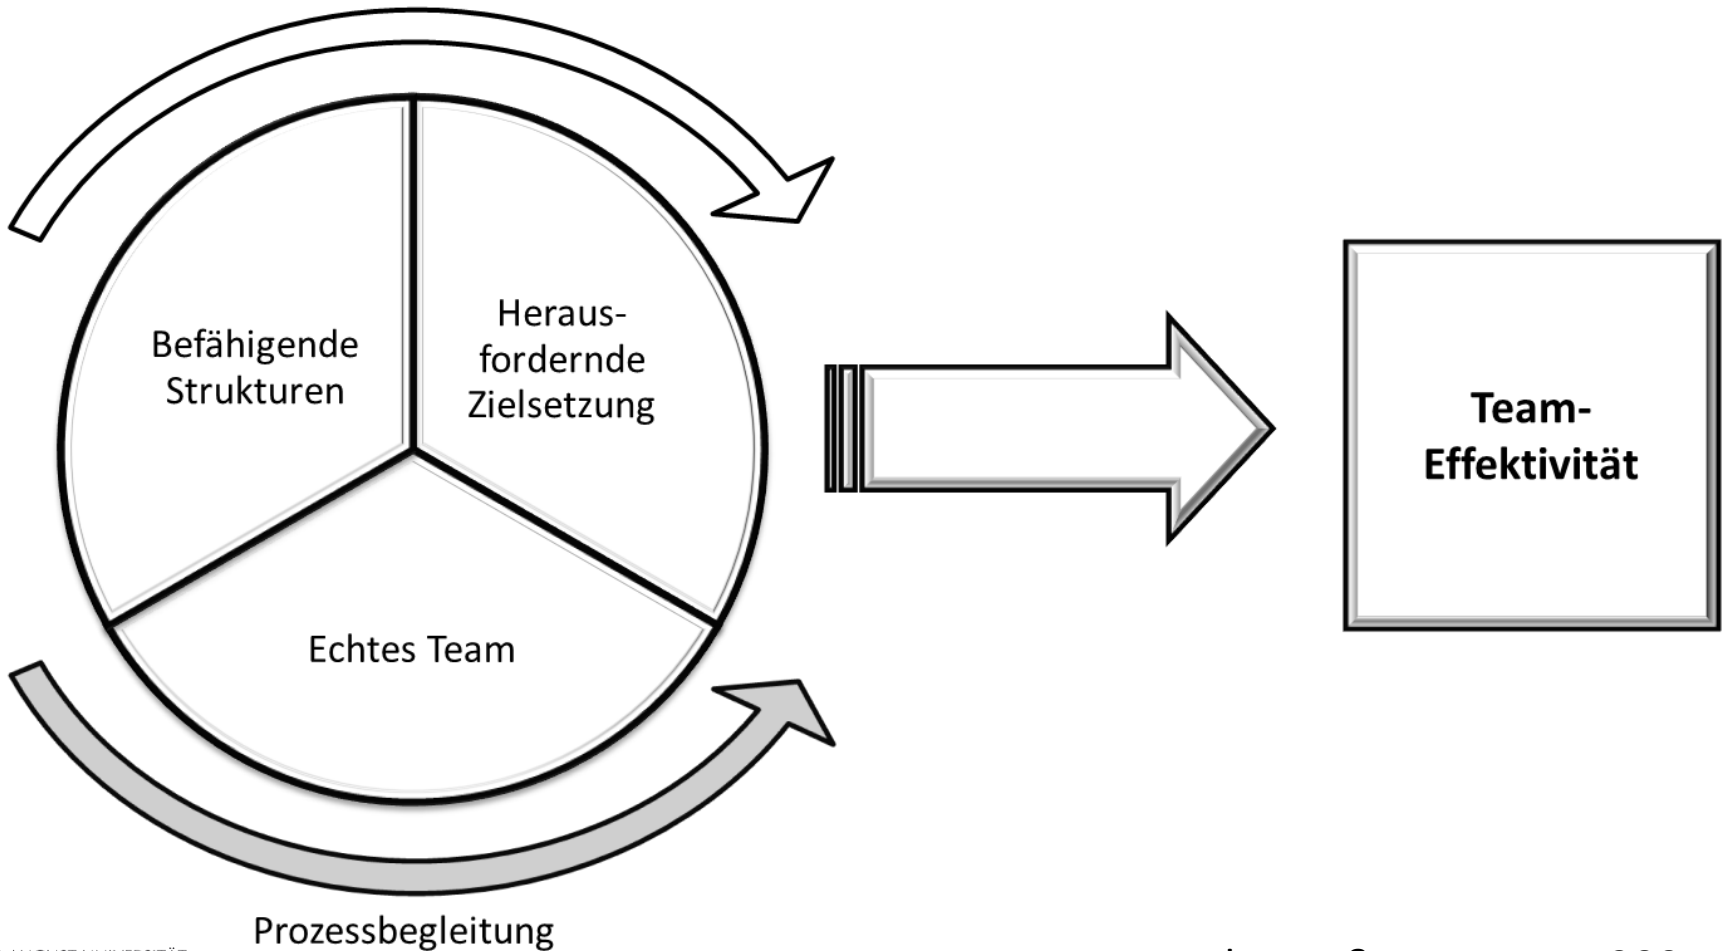 Befähigende
Strukturen
Heraus-
fordernde
Zielsetzung
Echtes Team
Team-
Effektivität
Prozessbegleitung